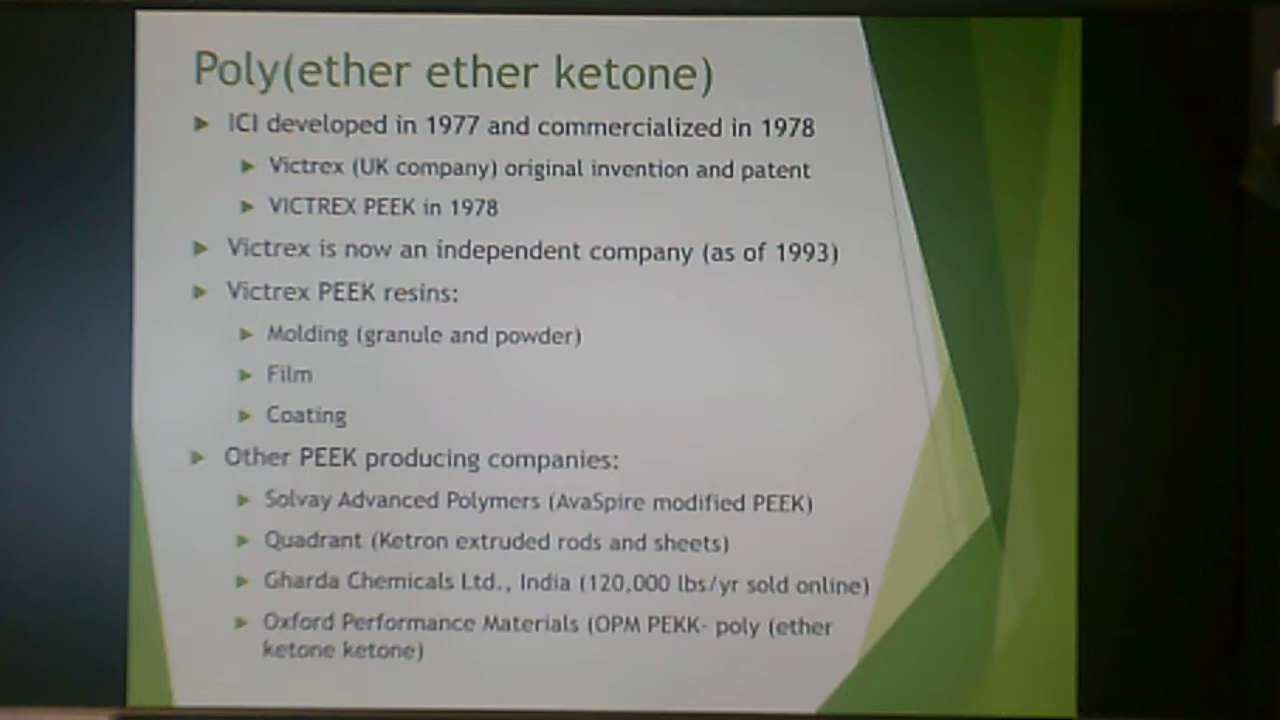 Poly(ether ether ketone)
ICI developed in 1977 and commercialized in 1978
Victrex (UK company) original invention and patent
VICTREX PEEK in 1978
Victrex is now an independent company (as of 1993)
Victrex PEEK resins:
Molding (granule and powder)
Film
Coating
Other PEEK producing companies:
Solvay Advanced Polymers (AvaSpire modified PEEK)
Quadrant (Ketron extruded rods and sheets)
Gharda Chemicals Ltd., India (120,000 lbs/yr sold online)
Oxford Performance Materials (OPM PEKK- poly (ether
ketone ketone)